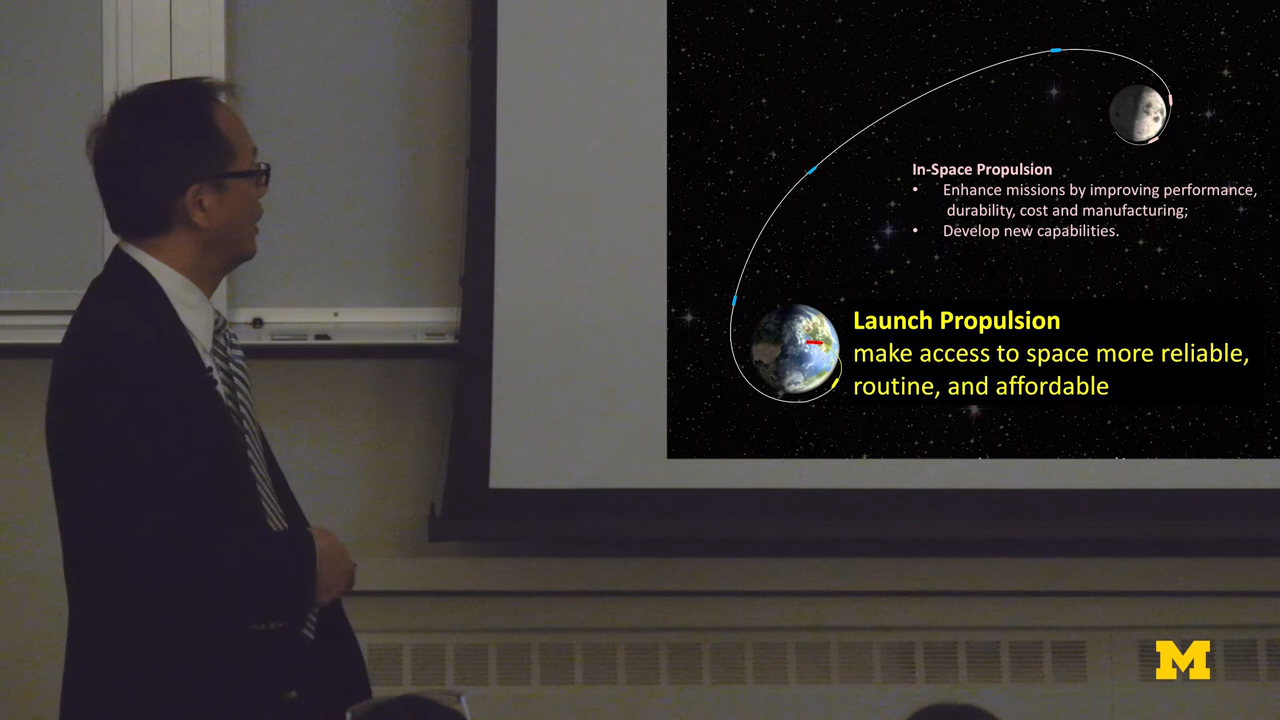 In-Space Propulsion
• Enhance missions by improving performance,
durability, cost and manufacturing;
• Develop new capabilities.
Launch Propulsion
make access to space more reliable,
routine, and affordable
M